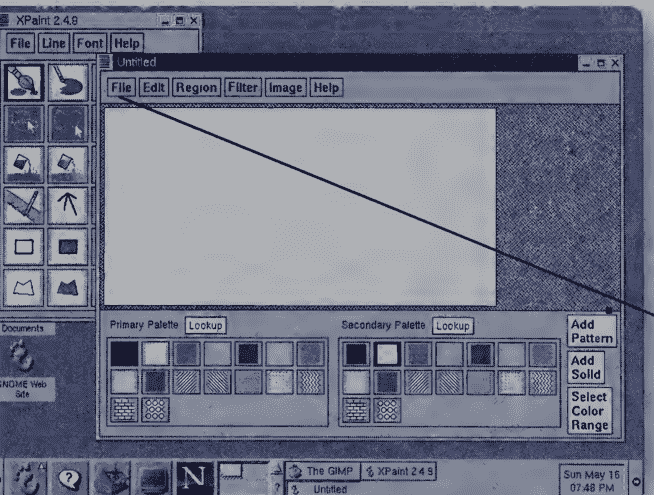 XPaint 2.4.9
File Line Font Help
Untitled
File Edit Region Filter Image Help
Primary Palette Lookup
Secondary Palette Lookup
Add
Pattern
Add
Solid
Select
Color
Range
Documents
GNOME Web
Site
?
N
?
The GIMP
XPaint 2.4.9
Untitled
Sun May 16
07:48 PM